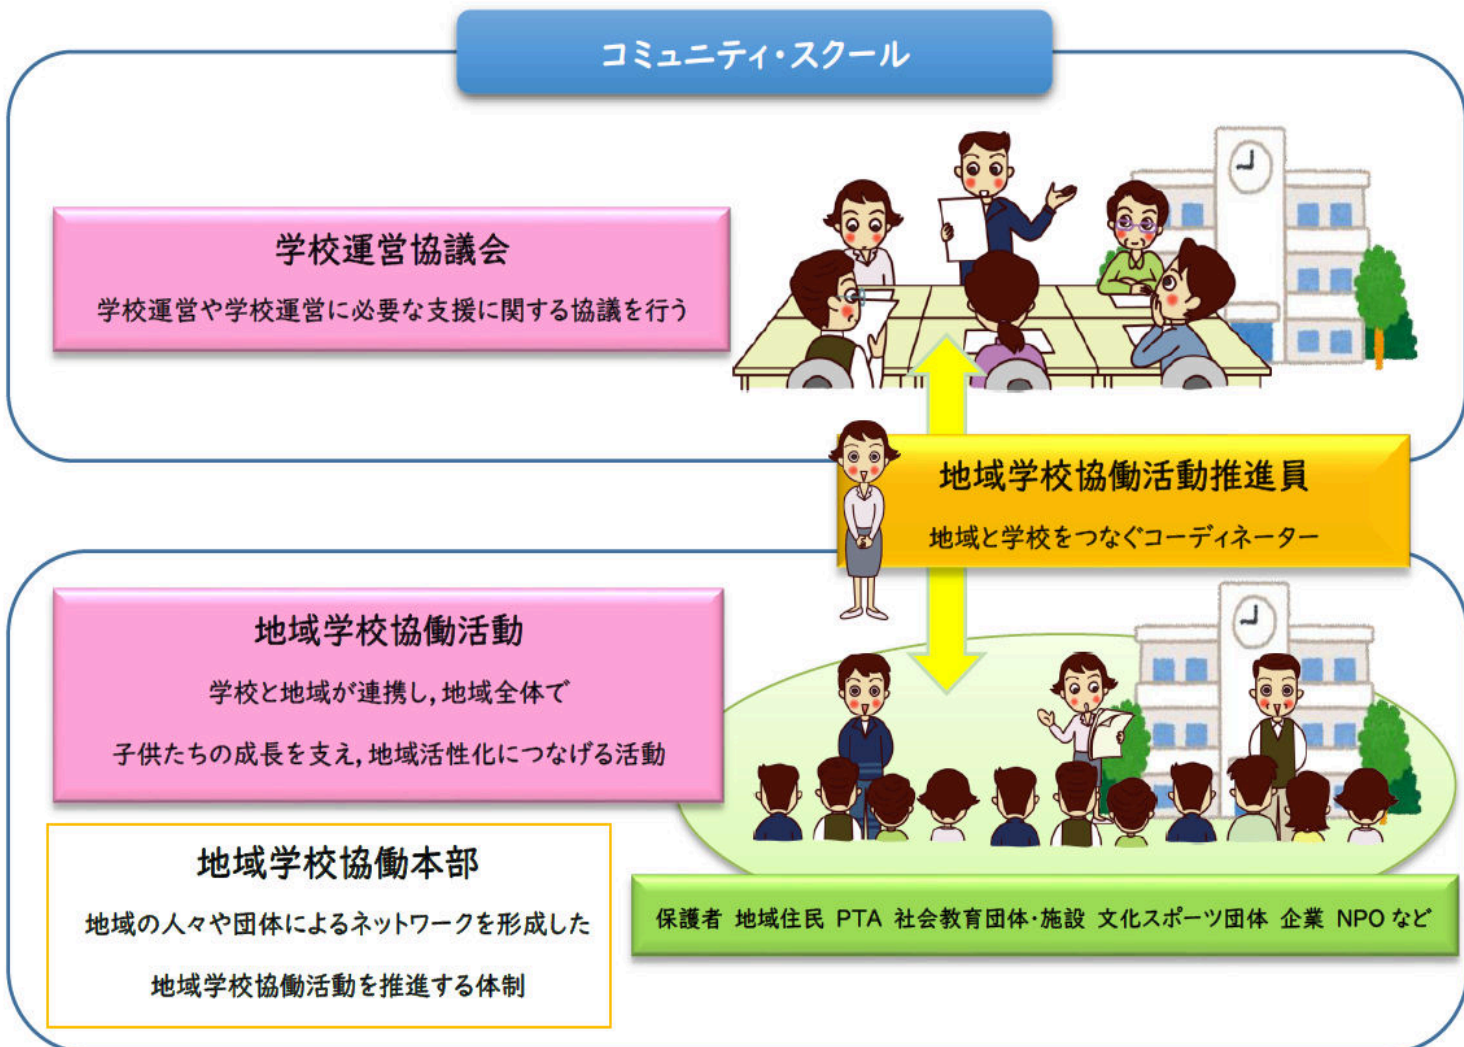 コミュニティ・スクール
学校運営協議会
学校運営や学校運営に必要な支援に関する協議を行う
地域学校協働活動推進員
地域と学校をつなぐコーディネーター
地域学校協働活動
学校と地域が連携し,地域全体で
子供たちの成長を支え,地域活性化につなげる活動
地域学校協働本部
地域の人々や団体によるネットワークを形成した
地域学校協働活動を推進する体制
保護者 地域住民 PTA 社会教育団体・施設 文化スポーツ団体 企業 NPO など